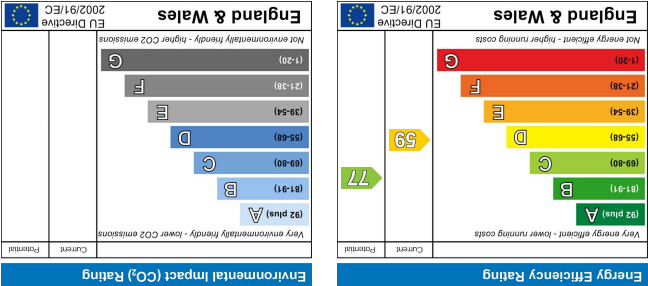 Energy Efficiency Rating
Current
Potential
Very energy efficient - lower running costs
(92 plus) A
(81-91) B
(69-80) C
(55-68) D
(39-54) E
(21-38) F
(1-20) G
Not energy efficient - higher running costs
59
77
England & Wales
EU Directive
2002/91/EC
Environmental Impact (CO₂) Rating
Current
Potential
Very environmentally friendly - lower CO2 emissions
(92 plus) A
(81-91) B
(69-80) C
(55-68) D
(39-54) E
(21-38) F
(1-20) G
Not environmentally friendly - higher CO2 emissions
England & Wales
EU Directive
2002/91/EC